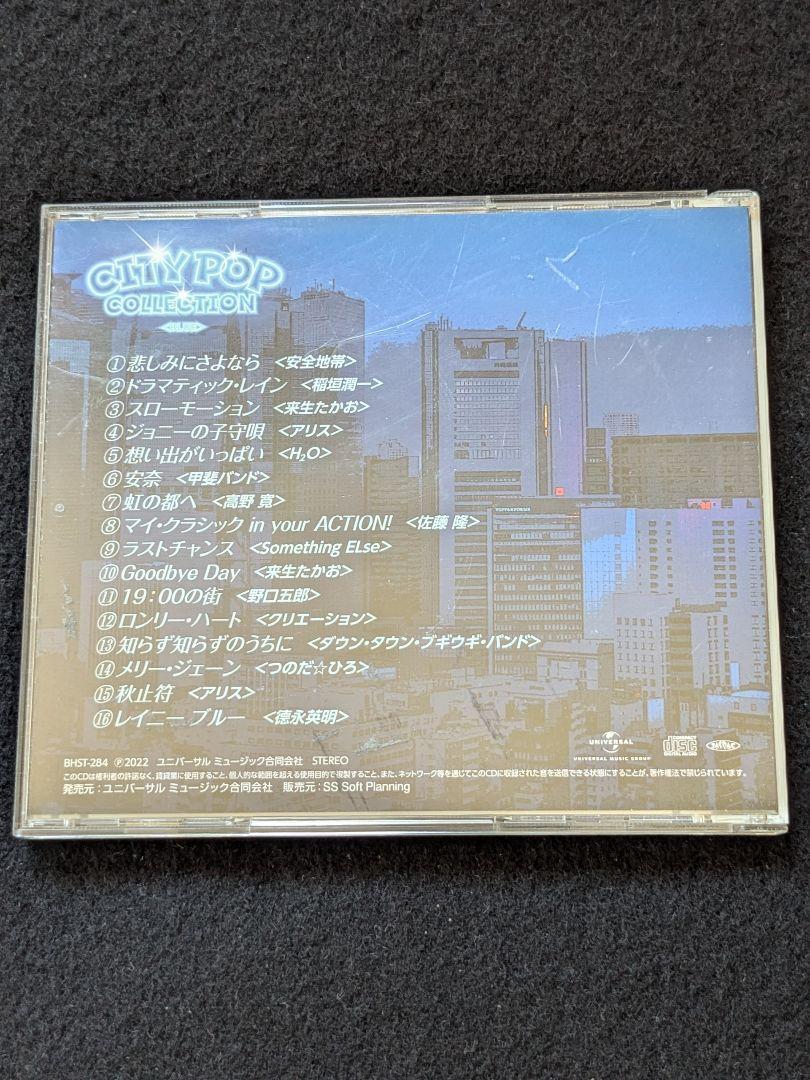 CITY POP
COLLECTION
<BLUE>
①悲しみにさよなら <安全地帯>
②ドラマティック・レイン <稲垣潤一>
③スローモーション <来生たかお>
④ジョニーの子守唄 <アリス>
⑤想い出がいっぱい <H₂O>
⑥安奈 <甲斐バンド>
⑦虹の都へ <高野 寛>
⑧マイ・クラシック in your ACTION! <佐藤 隆>
⑨ラストチャンス <Something ELse>
⑩Goodbye Day <来生たかお>
⑪19:00の街 <野口五郎>
⑫ロンリー・ハート <クリエーション>
⑬知らず知らずのうちに <ダウン・タウン・ブギウギ・バンド>
⑭メリー・ジェーン <つのだ☆ひろ>
⑮秋止符 <アリス>
⑯レイニー ブルー <德永英明>
BHST-284 ℗2022 ユニバーサル ミュージック合同会社 STEREO
UNIVERSAL
UNIVERSAL MUSIC GROUP
COMPACT
disc
DIGITAL AUDIO
このCDは権利者の許諾なく、賃貸業に使用すること、個人的な範囲を超える使用目的で複製すること、また、ネットワーク等を通じてこのCDに収録された音を送信できる状態にすることが、著作権法で禁じられています。
発売元:ユニバーサル ミュージック合同会社 販売元:SS Soft Planning